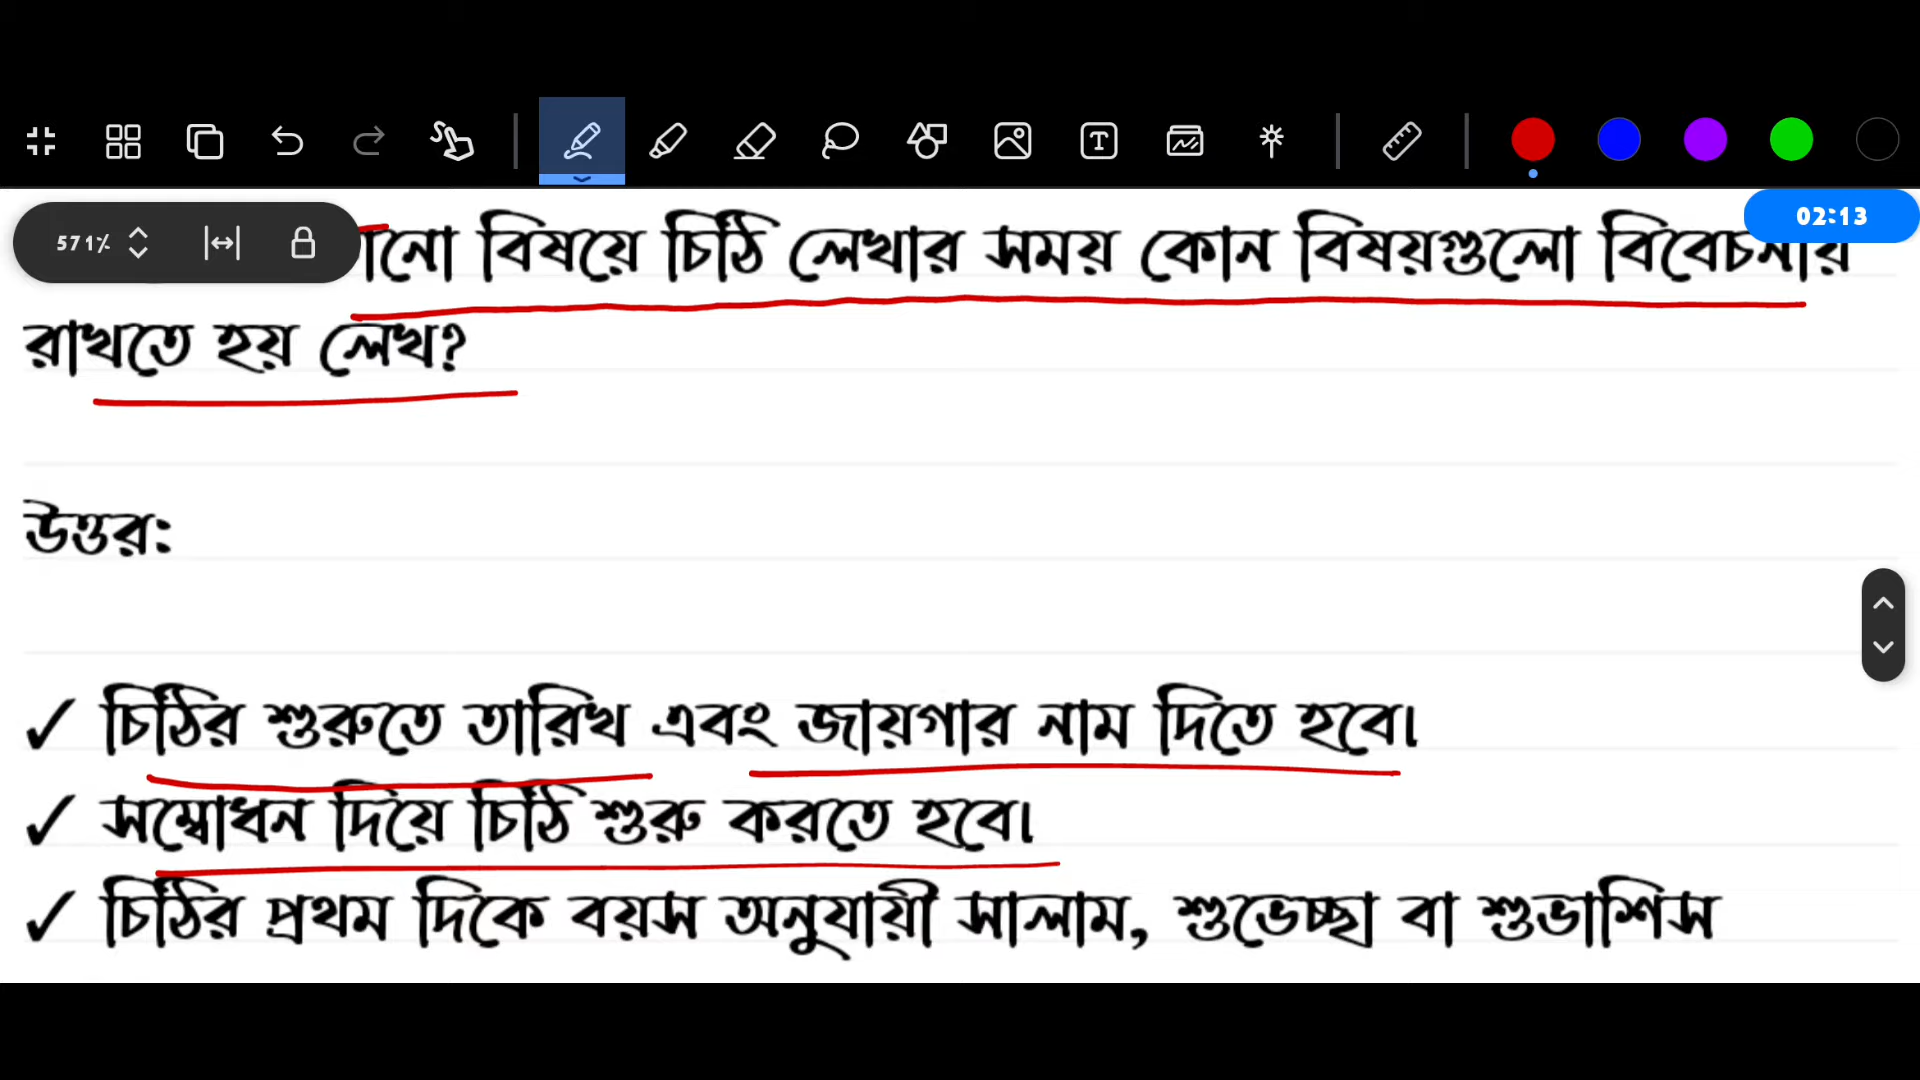 571%
02:13
নো বিষয়ে চিঠি লেখার সময় কোন বিষয়গুলো বিবেচনার
রাখতে হয় লেখ?
উত্তর:
✓ চিঠির শুরুতে তারিখ এবং জায়গার নাম দিতে হবে।
✓ সম্বোধন দিয়ে চিঠি শুরু করতে হবে।
✓ চিঠির প্রথম দিকে বয়স অনুযায়ী সালাম, শুভেচ্ছা বা শুভাশিস